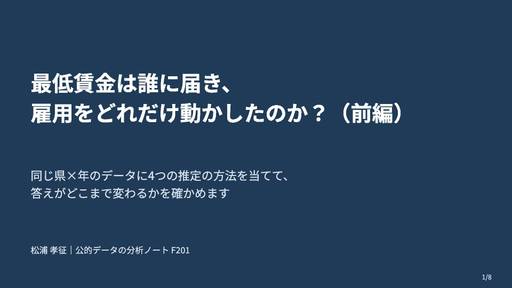 最低賃金は誰に届き、
雇用をどれだけ動かしたのか？（前編）
同じ県×年のデータに4つの推定の方法を当てて、
答えがどこまで変わるかを確かめます
松浦 孝征｜公的データの分析ノート F201
1/8